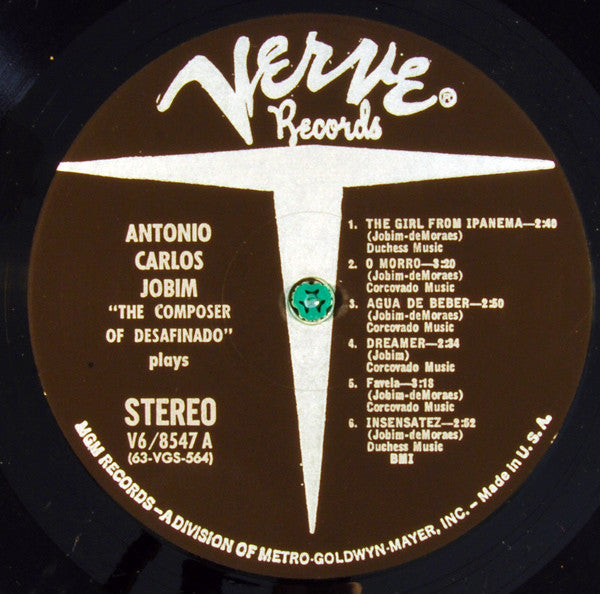 VERVE®
Records
ANTONIO
CARLOS
JOBIM
"THE COMPOSER
OF DESAFINADO"
plays
STEREO
V6/8547 A
(63-VGS-564)
1. THE GIRL FROM IPANEMA—2:40
(Jobim-deMoraes)
Duchess Music
2. O MORRO—3:20
(Jobim-deMoraes)
Corcovado Music
3. AGUA DE BEBER—2:50
(Jobim-deMoraes)
Corcovado Music
4. DREAMER—2:34
(Jobim)
Corcovado Music
5. Favela—3:18
(Jobim-deMoraes)
Corcovado Music
6. INSENSATEZ—2:52
(Jobim-deMoraes)
Duchess Music
BMI
MGM RECORDS—A DIVISION OF METRO-GOLDWYN-MAYER, INC.—Made in U.S.A.